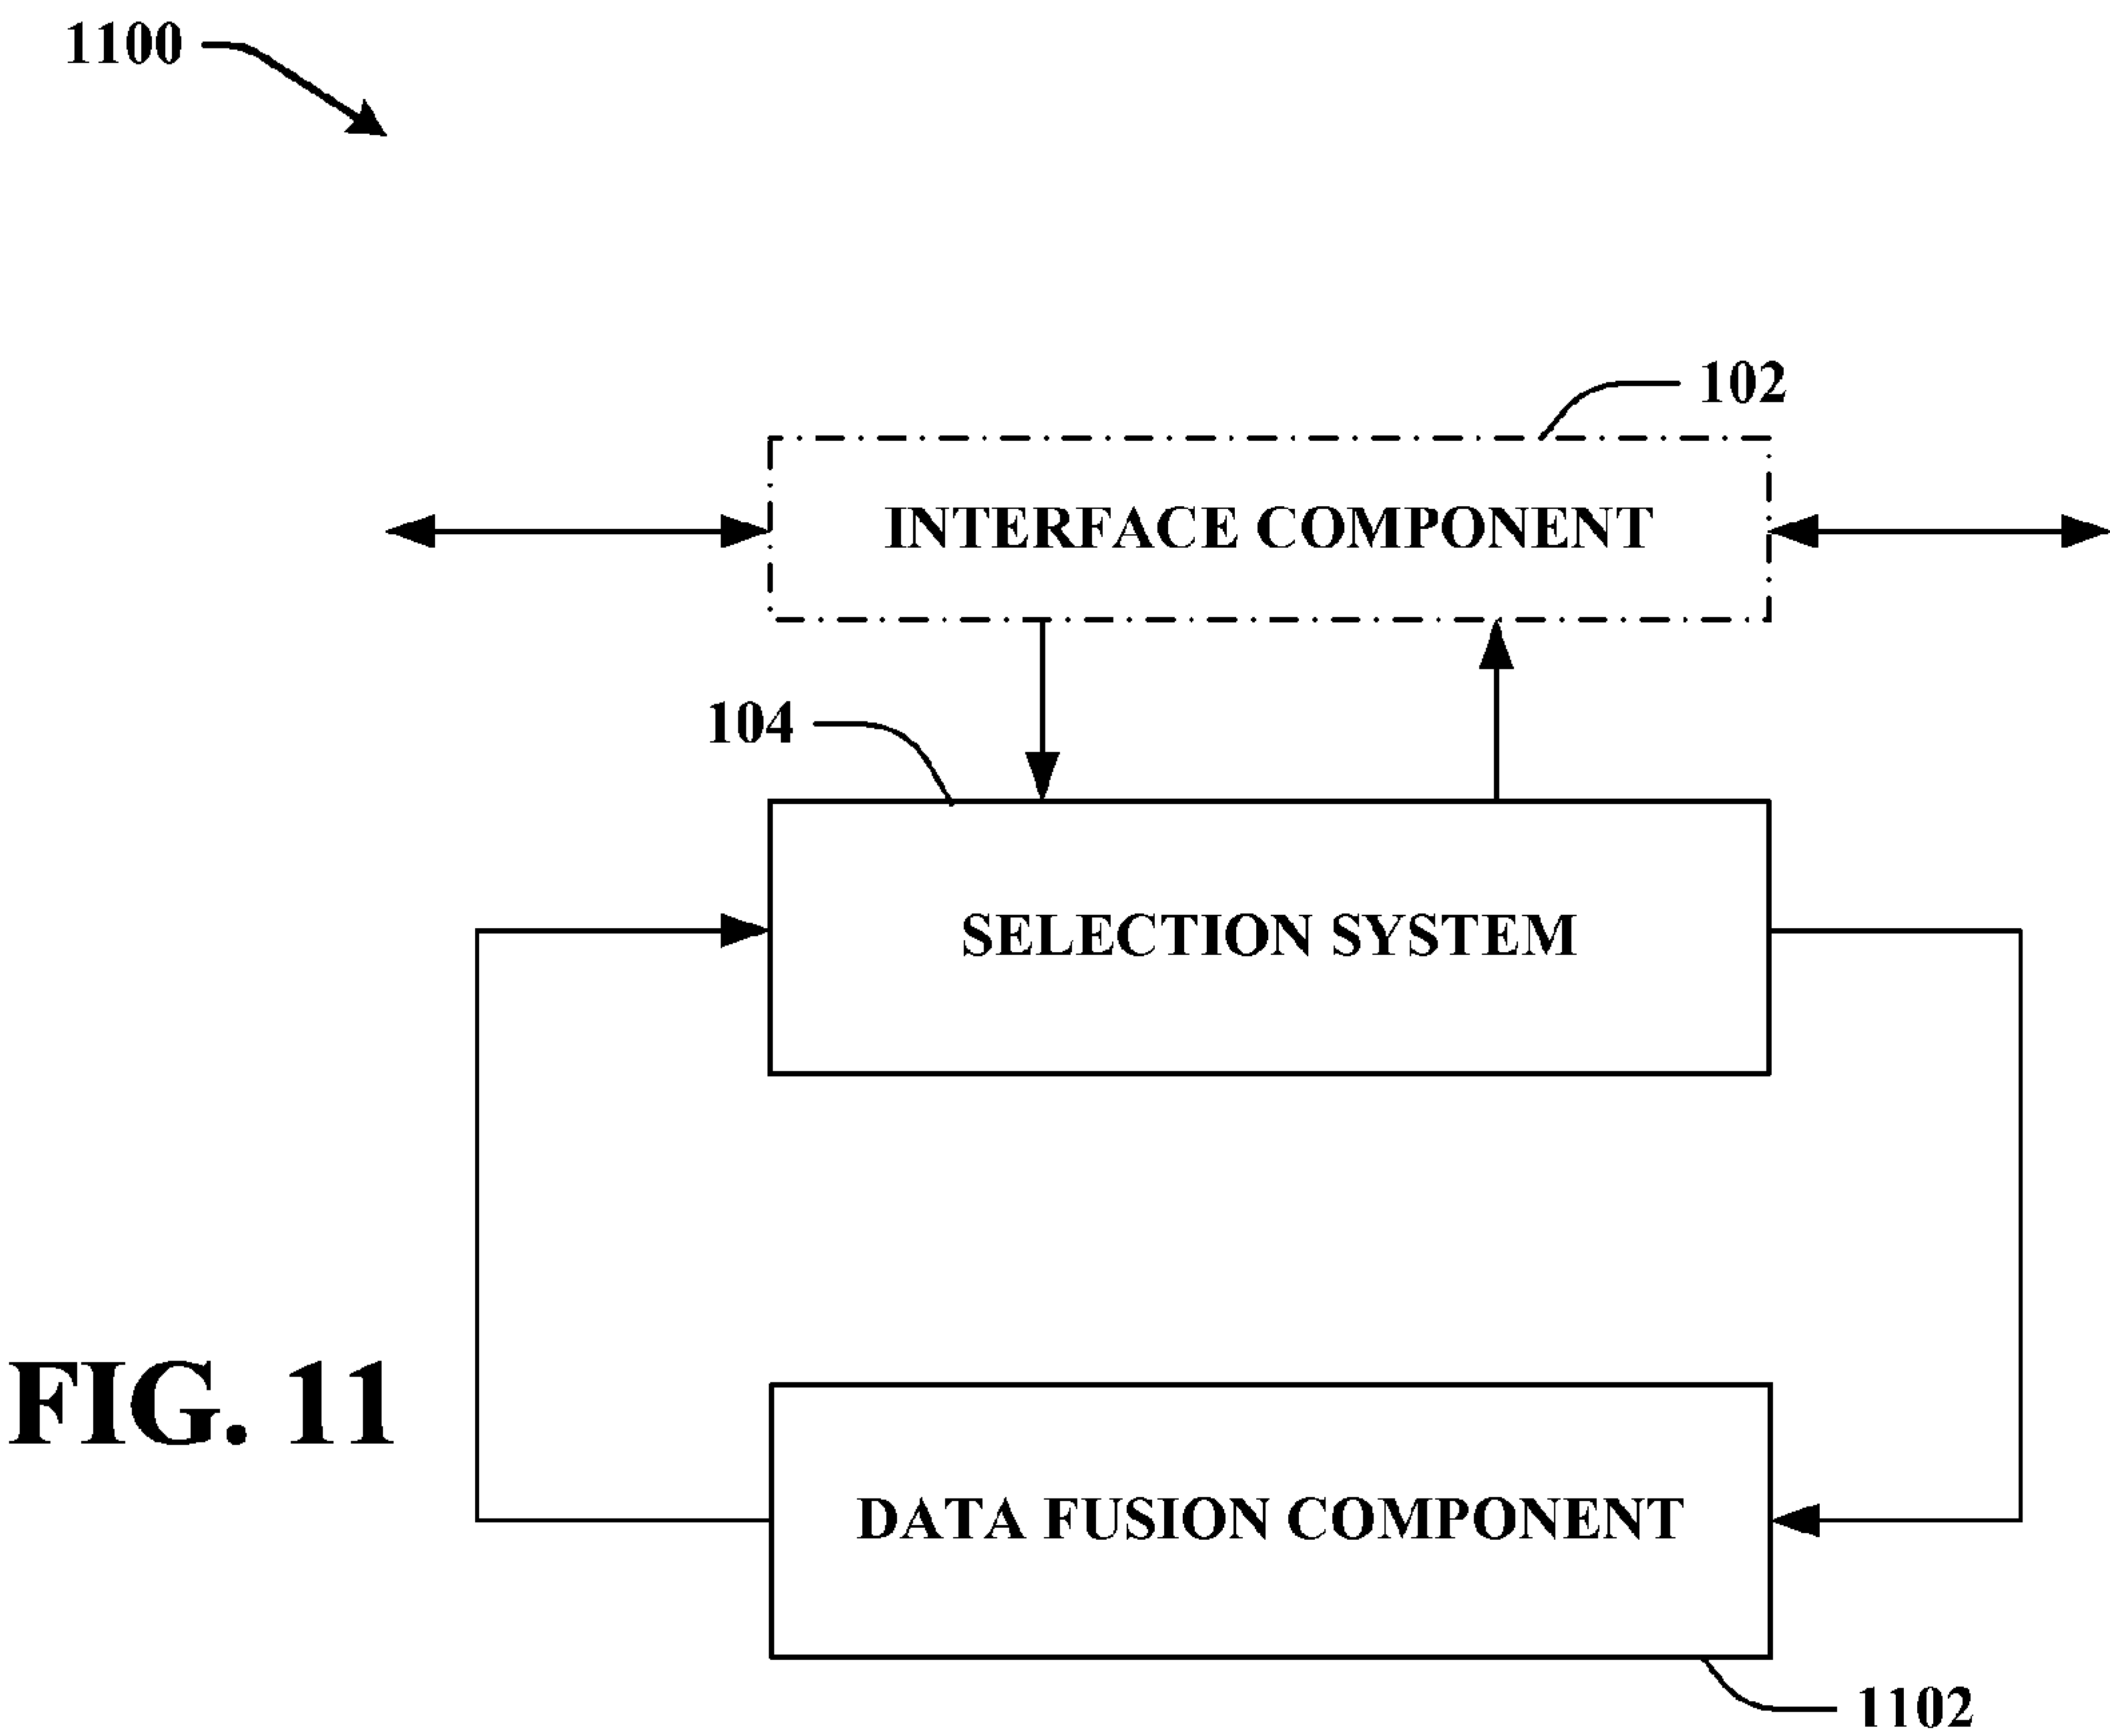 1100
102
INTERFACE COMPONENT
104
SELECTION SYSTEM
FIG. 11
DATA FUSION COMPONENT
1102